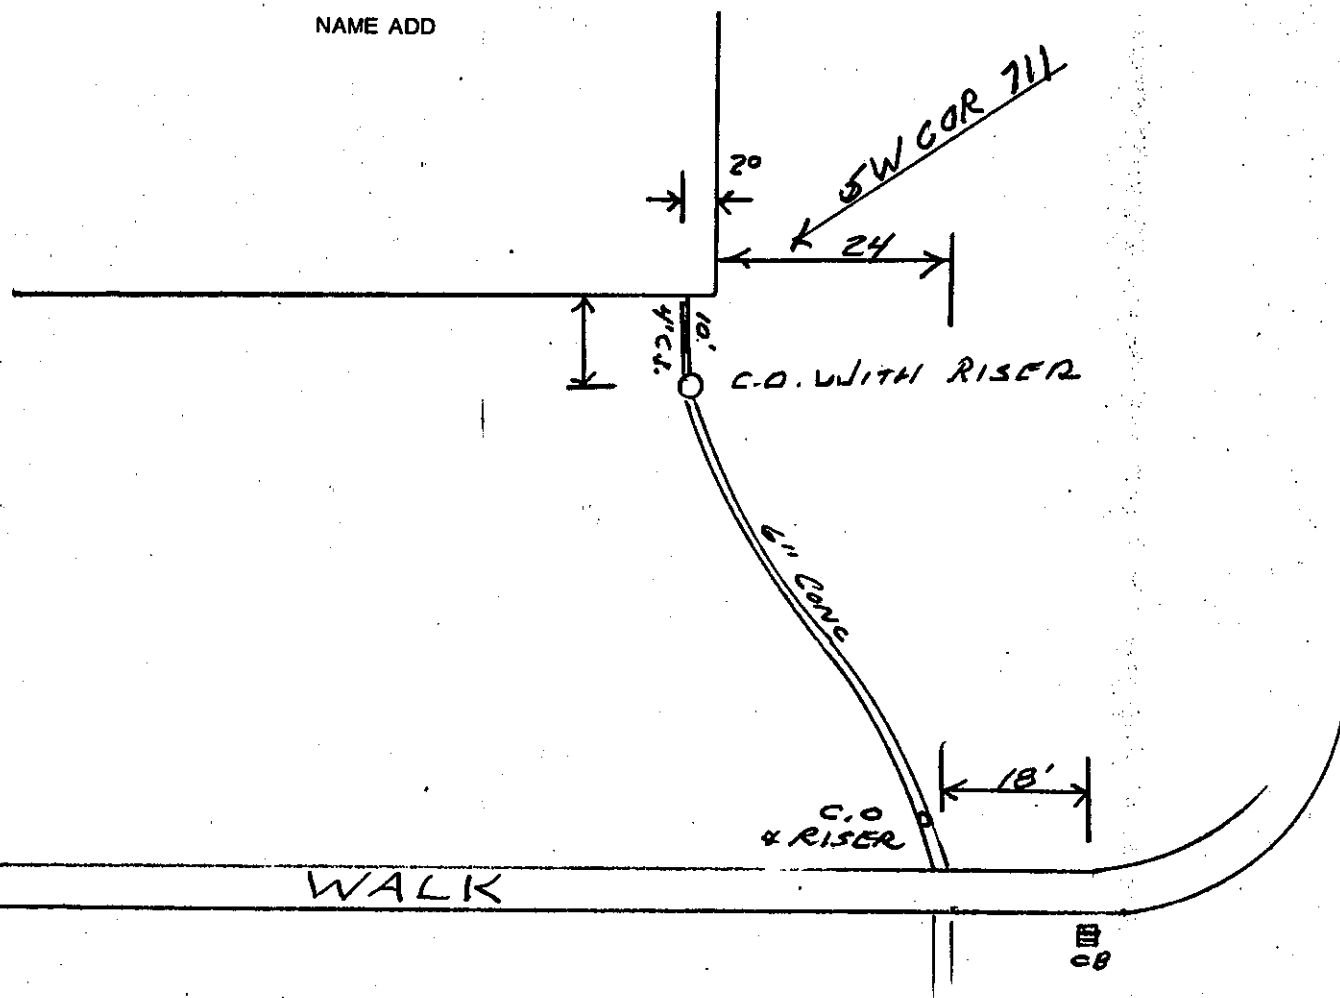 NAME ADD
SW COR 711
2⁰
24
4" C.I.
10'
C.O. WITH RISER
6" CONC
18'
C.O
& RISER
WALK
CB